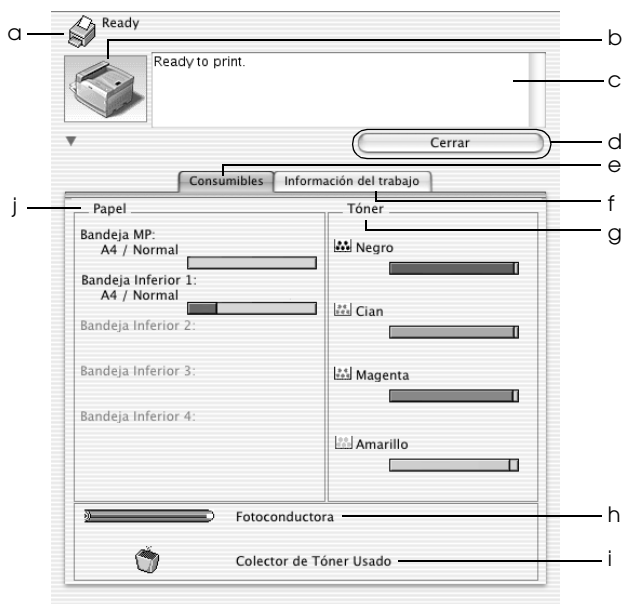 a
Ready
b
Ready to print.
c
Cerrar
d
Consumibles
Información del trabajo
e
f
j
Papel
Tóner
g
Bandeja MP:
A4 / Normal
Negro
Bandeja Inferior 1:
A4 / Normal
Cian
Bandeja Inferior 2:
Bandeja Inferior 3:
Magenta
Bandeja Inferior 4:
Amarillo
Fotoconductora
h
Colector de Tóner Usado
i